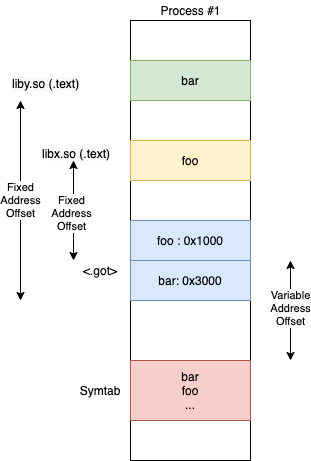 Process #1
liby.so (.text)
bar
libx.so (.text)
foo
Fixed
Address
Offset
Fixed
Address
Offset
foo : 0x1000
<.got>
bar: 0x3000
Variable
Address
Offset
Symtab
bar
foo
...